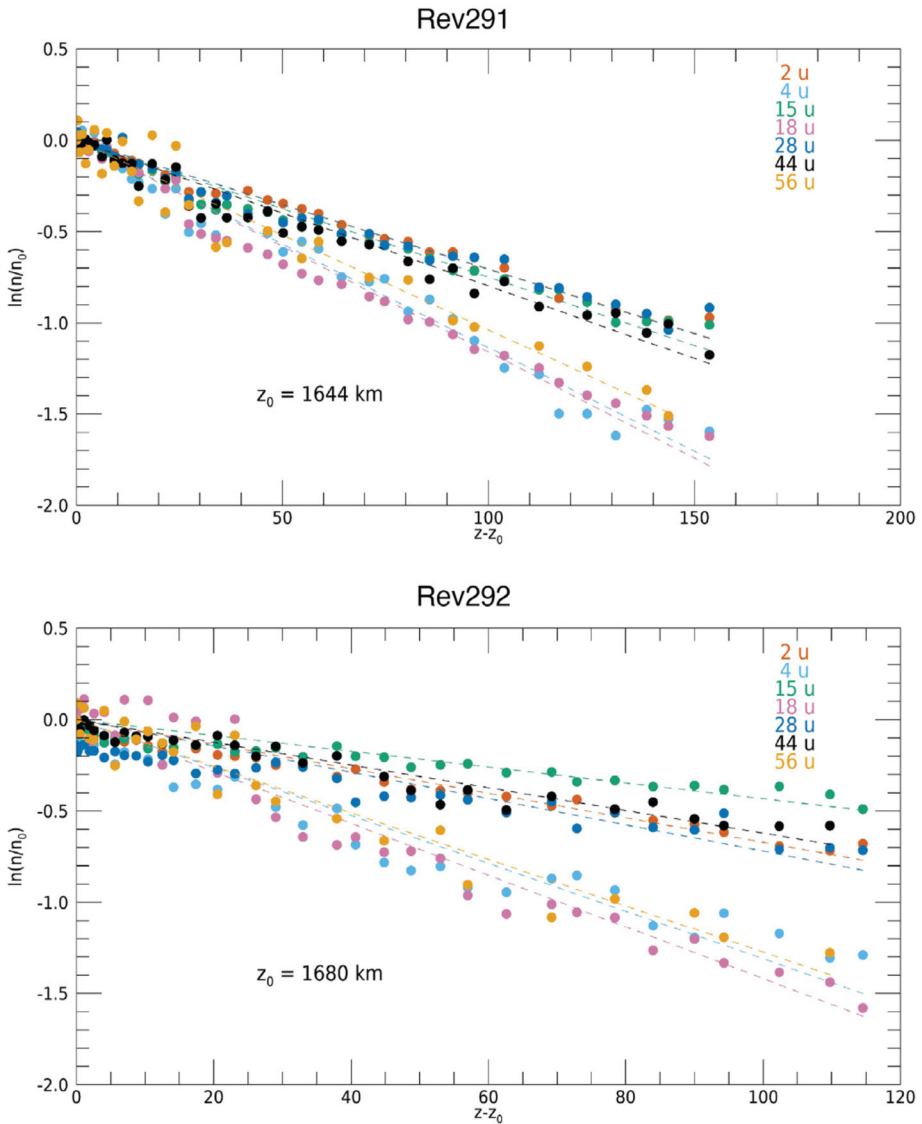 Rev291
0.5
2 u
4 u
15 u
18 u
28 u
44 u
56 u
0.0
-0.5
ln(n/n₀)
-1.0
z₀ = 1644 km
-1.5
-2.0
0 50 100 150 200
z-z₀
Rev292
0.5
2 u
4 u
15 u
18 u
28 u
44 u
56 u
0.0
-0.5
ln(n/n₀)
-1.0
z₀ = 1680 km
-1.5
-2.0
0 20 40 60 80 100 120
z-z₀